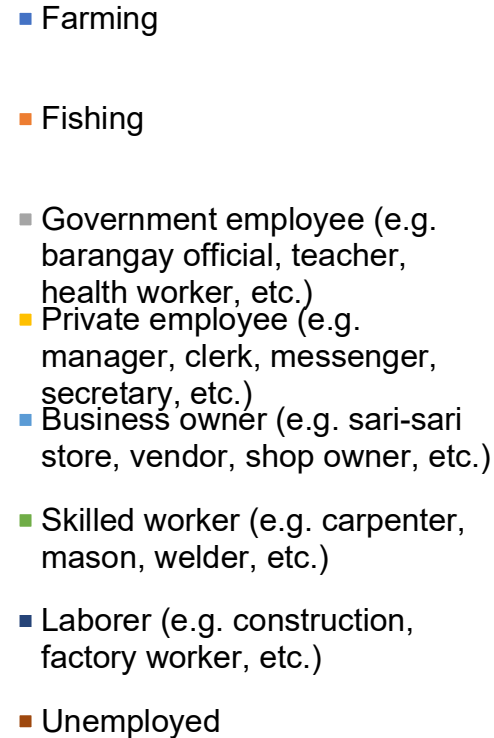 Farming
Fishing
Government employee (e.g.
barangay official, teacher,
health worker, etc.)
Private employee (e.g.
manager, clerk, messenger,
secretary, etc.)
Business owner (e.g. sari-sari
store, vendor, shop owner, etc.)
Skilled worker (e.g. carpenter,
mason, welder, etc.)
Laborer (e.g. construction,
factory worker, etc.)
Unemployed